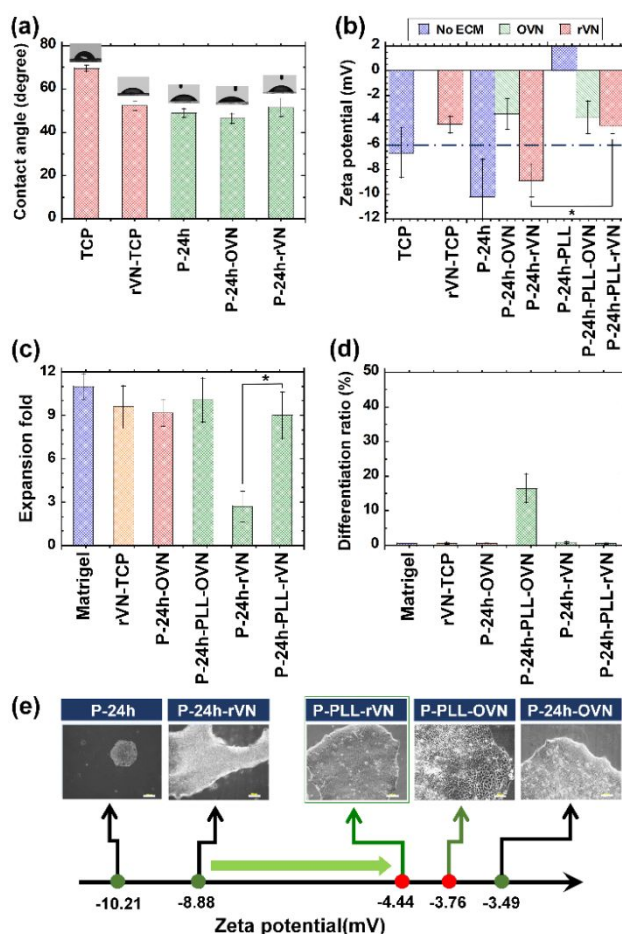 (a)
Contact angle (degree)
80
60
40
20
0
TCP
rVN-TCP
P-24h
P-24h-OVN
P-24h-rVN
(b)
No ECM
OVN
rVN
Zeta potential (mV)
2
0
-2
-4
-6
-8
-10
-12
*
TCP
rVN-TCP
P-24h
P-24h-OVN
P-24h-rVN
P-24h-PLL
P-24h-PLL-OVN
P-24h-PLL-rVN
(c)
Expansion fold
12
9
6
3
0
*
Matrigel
rVN-TCP
P-24h-OVN
P-24h-PLL-OVN
P-24h-rVN
P-24h-PLL-rVN
(d)
Differentiation ratio (%)
50
40
30
20
10
0
Matrigel
rVN-TCP
P-24h-OVN
P-24h-PLL-OVN
P-24h-rVN
P-24h-PLL-rVN
(e)
P-24h
P-24h-rVN
P-PLL-rVN
P-PLL-OVN
P-24h-OVN
-10.21
-8.88
-4.44
-3.76
-3.49
Zeta potential(mV)